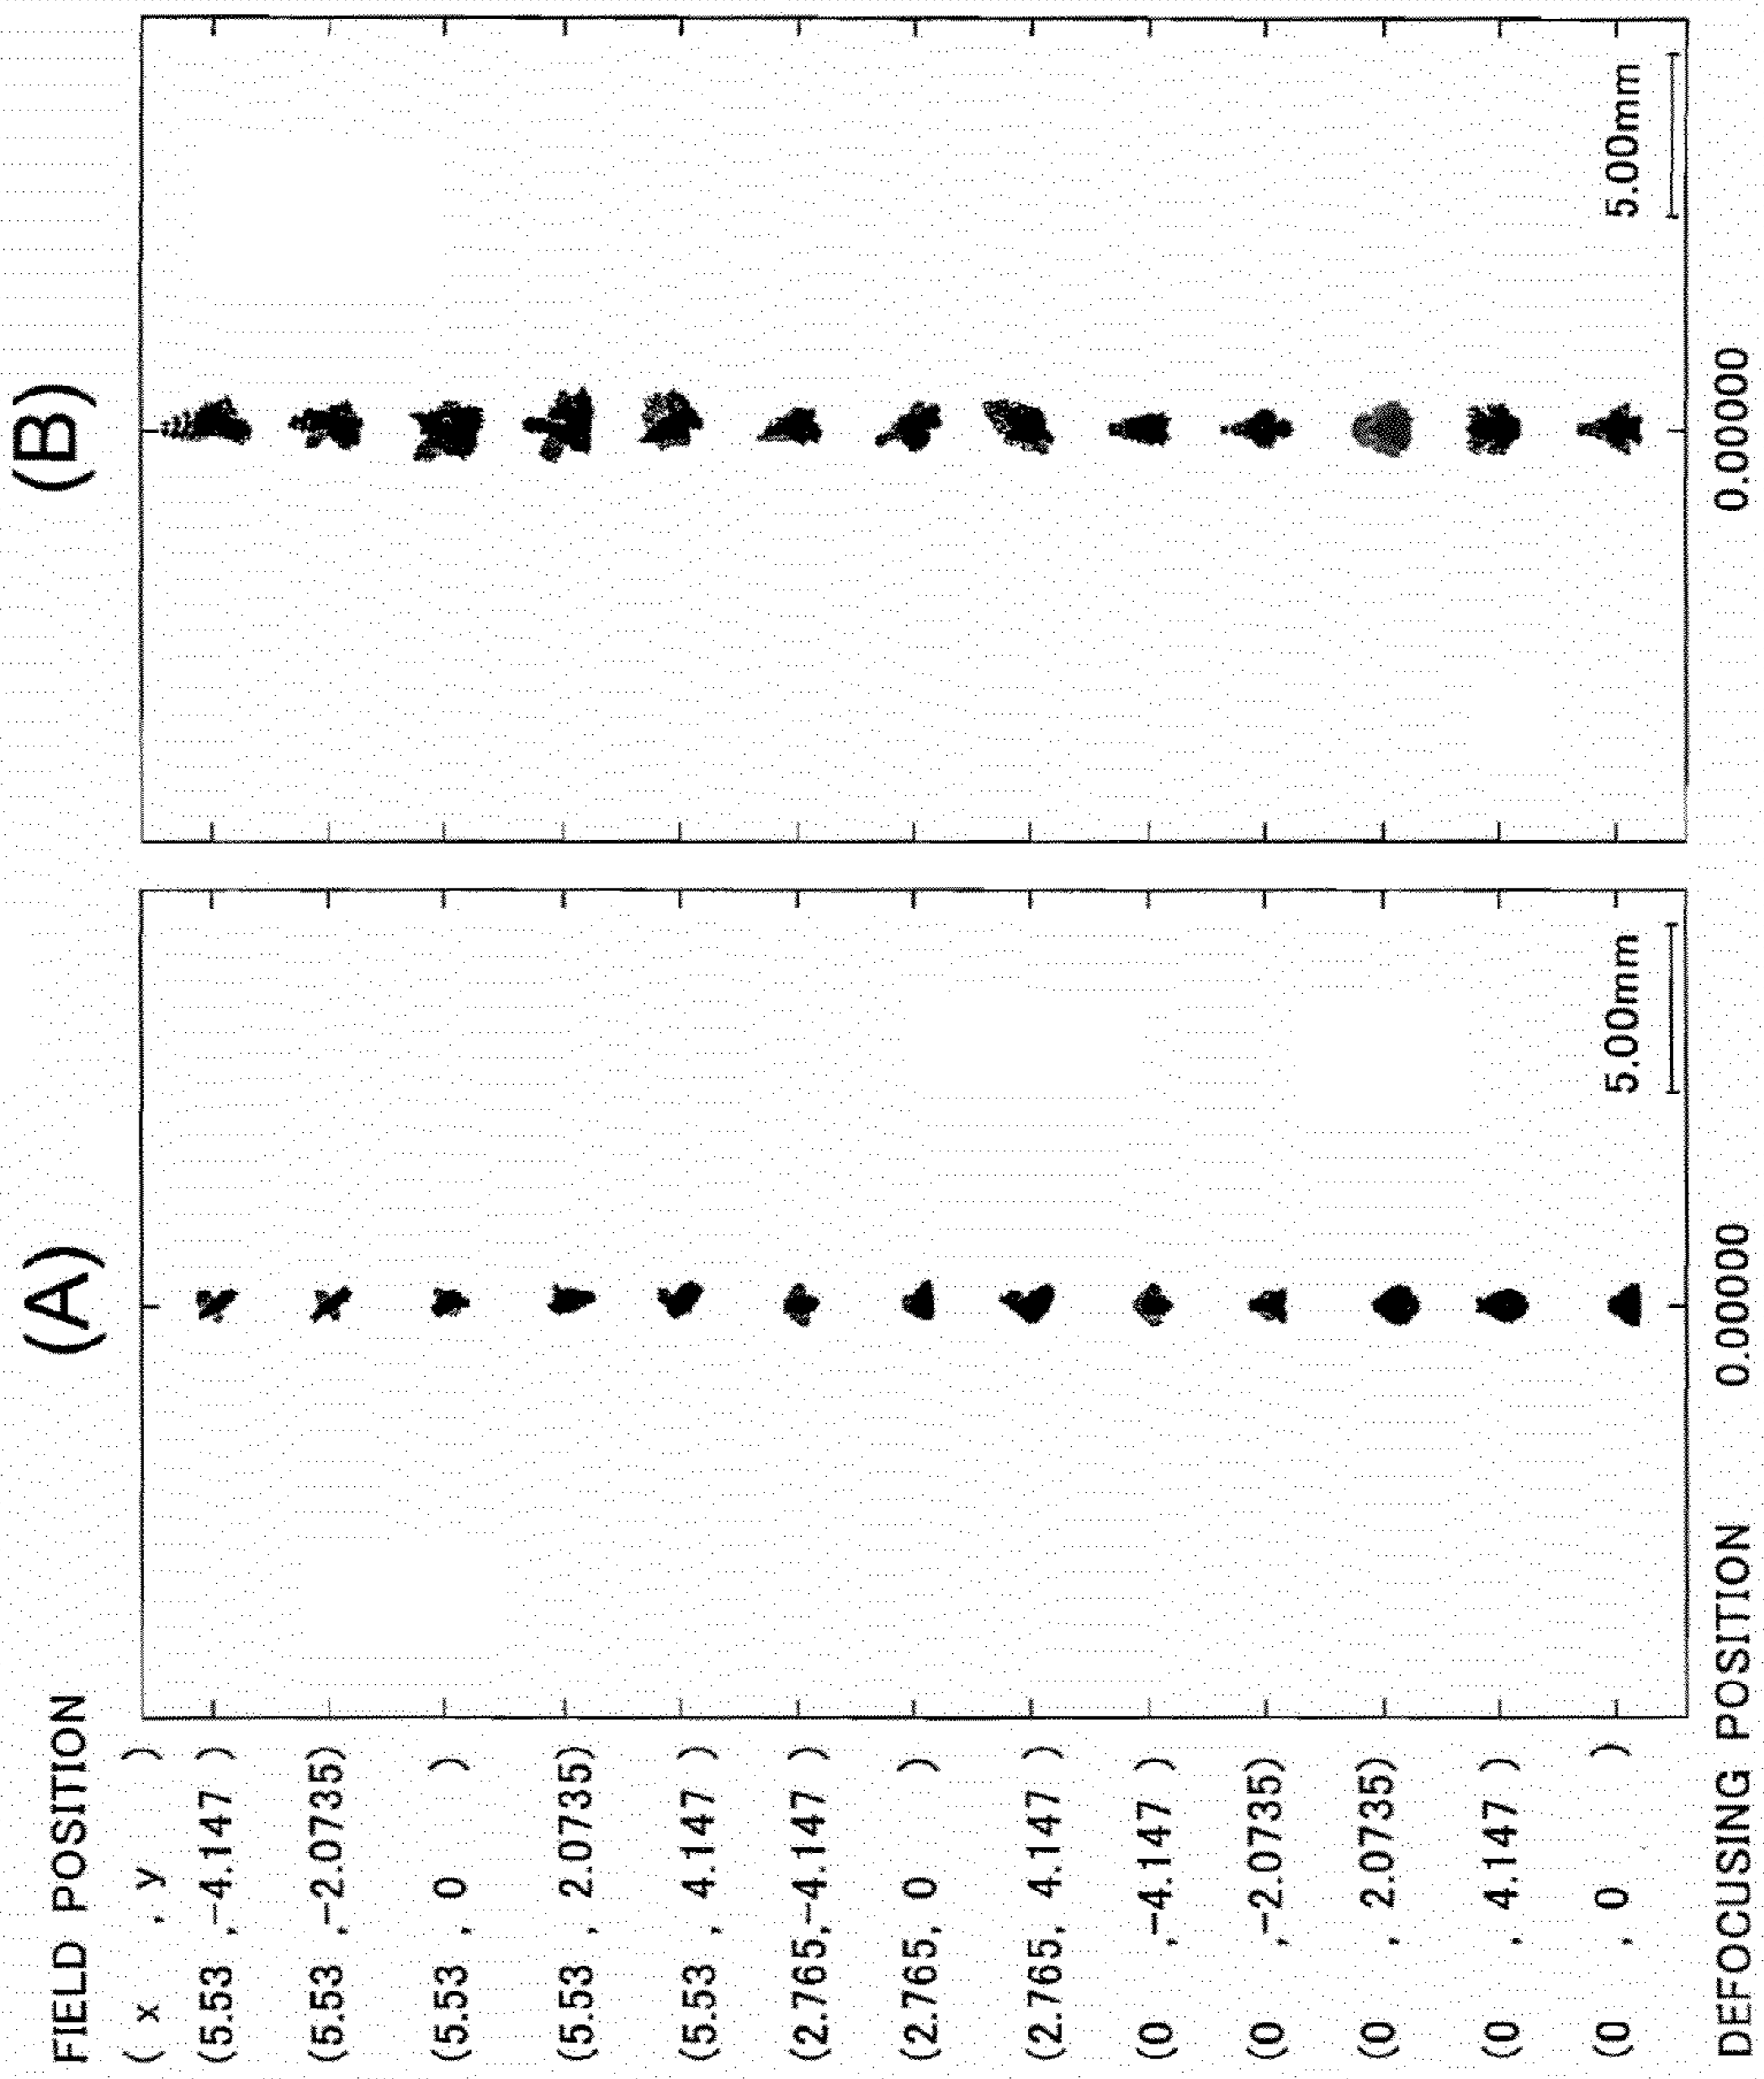 (A)
(B)
FIELD POSITION
( x , y )
(5.53 ,-4.147 )
(5.53 ,-2.0735)
(5.53 , 0 )
(5.53 , 2.0735)
(5.53 , 4.147 )
(2.765,-4.147 )
(2.765, 0 )
(2.765, 4.147 )
(0 ,-4.147 )
(0 ,-2.0735)
(0 , 2.0735)
(0 , 4.147 )
(0 , 0 )
5.00mm
5.00mm
DEFOCUSING POSITION 0.00000 0.00000